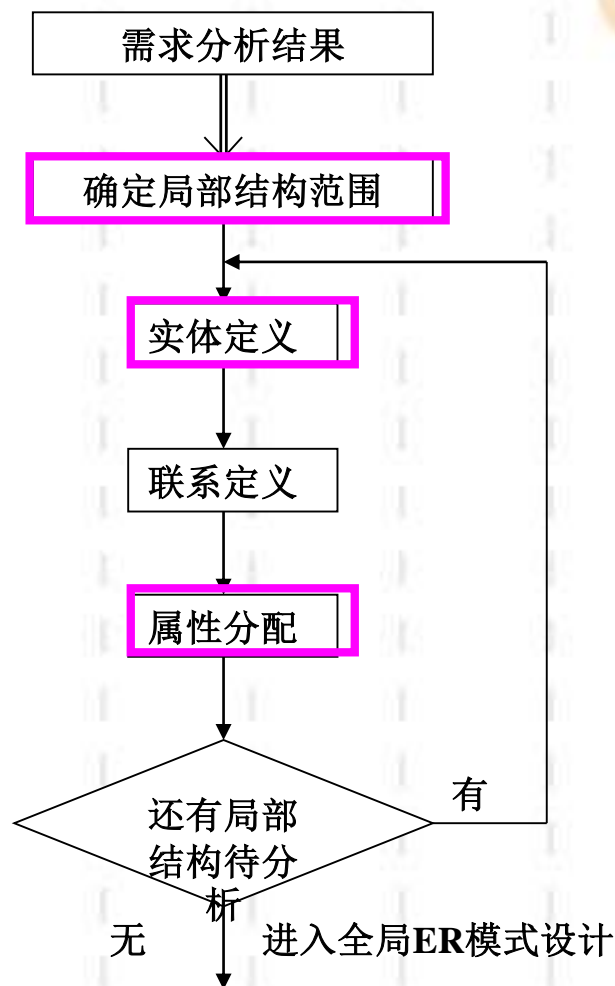 需求分析结果
确定局部结构范围
实体定义
联系定义
属性分配
有
还有局部
结构待分
析
无
进入全局ER模式设计